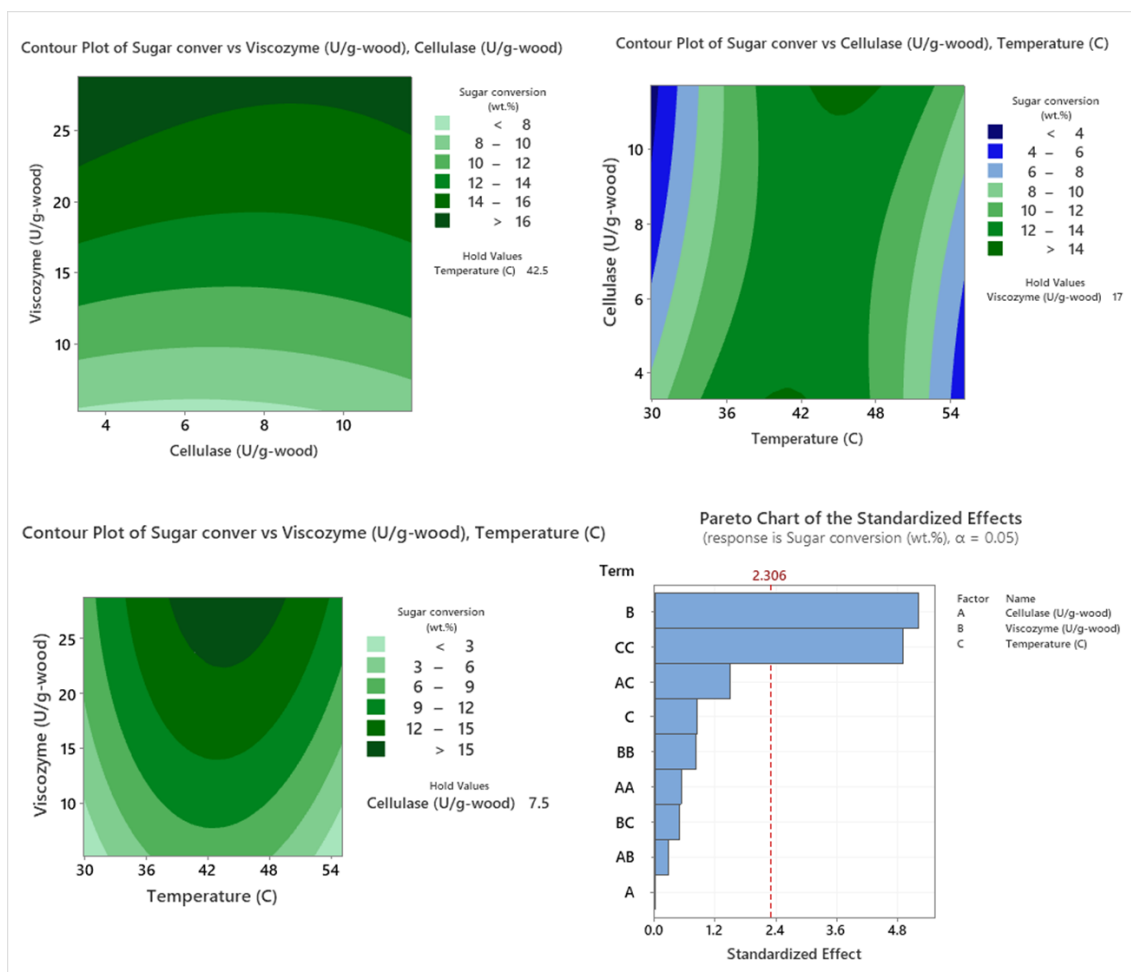 Contour Plot of Sugar conver vs Viscozyme (U/g-wood), Cellulase (U/g-wood)
Sugar conversion
(wt.%)
< 8
8 – 10
10 – 12
12 – 14
14 – 16
> 16
Hold Values
Temperature (C) 42.5
Viscozyme (U/g-wood)
25
20
15
10
4 6 8 10
Cellulase (U/g-wood)
Contour Plot of Sugar conver vs Cellulase (U/g-wood), Temperature (C)
Sugar conversion
(wt.%)
< 4
4 – 6
6 – 8
8 – 10
10 – 12
12 – 14
> 14
Hold Values
Viscozyme (U/g-wood) 17
Cellulase (U/g-wood)
10
8
6
4
30 36 42 48 54
Temperature (C)
Contour Plot of Sugar conver vs Viscozyme (U/g-wood), Temperature (C)
Sugar conversion
(wt.%)
< 3
3 – 6
6 – 9
9 – 12
12 – 15
> 15
Hold Values
Cellulase (U/g-wood) 7.5
Viscozyme (U/g-wood)
25
20
15
10
30 36 42 48 54
Temperature (C)
Pareto Chart of the Standardized Effects
(response is Sugar conversion (wt.%), α = 0.05)
Term
2.306
B
CC
AC
C
BB
AA
BC
AB
A
0.0 1.2 2.4 3.6 4.8
Standardized Effect
Factor Name
A Cellulase (U/g-wood)
B Viscozyme (U/g-wood)
C Temperature (C)